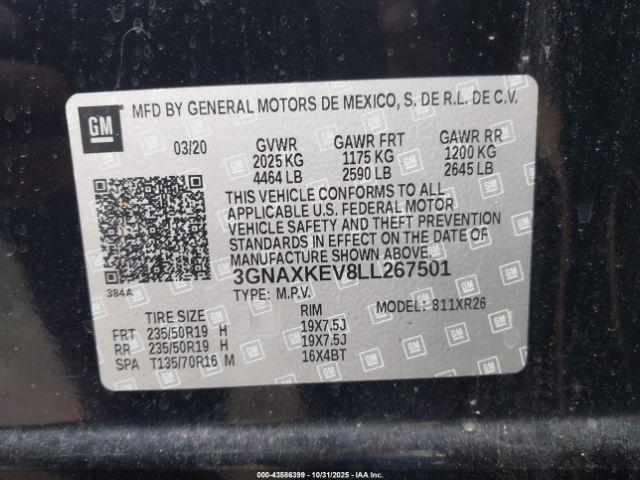 GM
MFD BY GENERAL MOTORS DE MEXICO, S. DE R.L. DE C.V.
03/20 GVWR GAWR FRT GAWR RR
2025 KG 1175 KG 1200 KG
4464 LB 2590 LB 2645 LB
THIS VEHICLE CONFORMS TO ALL
APPLICABLE U.S. FEDERAL MOTOR
VEHICLE SAFETY AND THEFT PREVENTION
STANDARDS IN EFFECT ON THE DATE OF
MANUFACTURE SHOWN ABOVE.
384A
3GNAXKEV8LL267501
TYPE: M.P.V. MODEL: 811XR26
TIRE SIZE RIM
FRT 235/50R19 H 19X7.5J
RR 235/50R19 H 19X7.5J
SPA T135/70R16 M 16X4BT
© 2025 - 43586399 - 10/31/2025 - IAA, LLC.